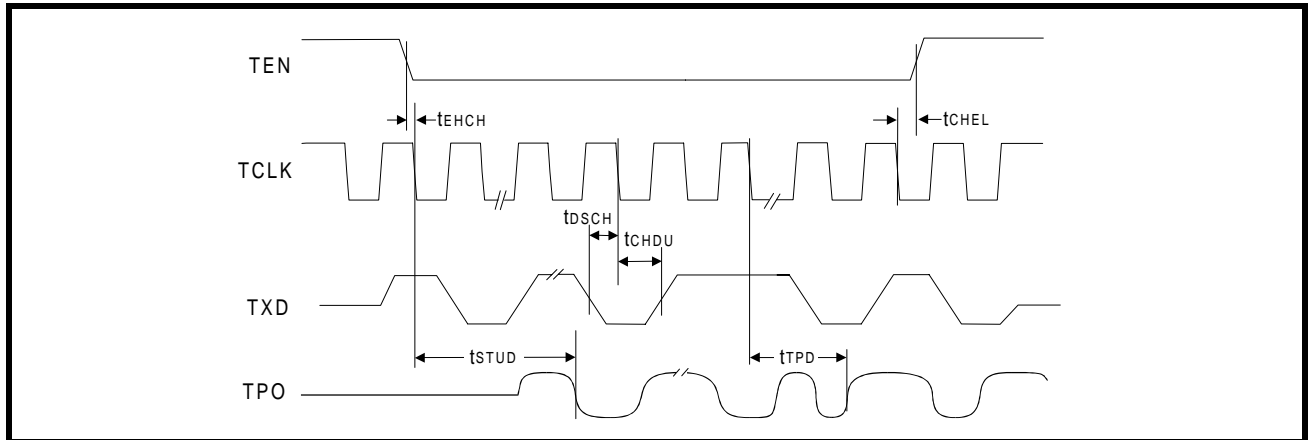 TEN
tEHCH
tCHEL
TCLK
tDSCH
tCHDU
TXD
tSTUD
tTPD
TPO